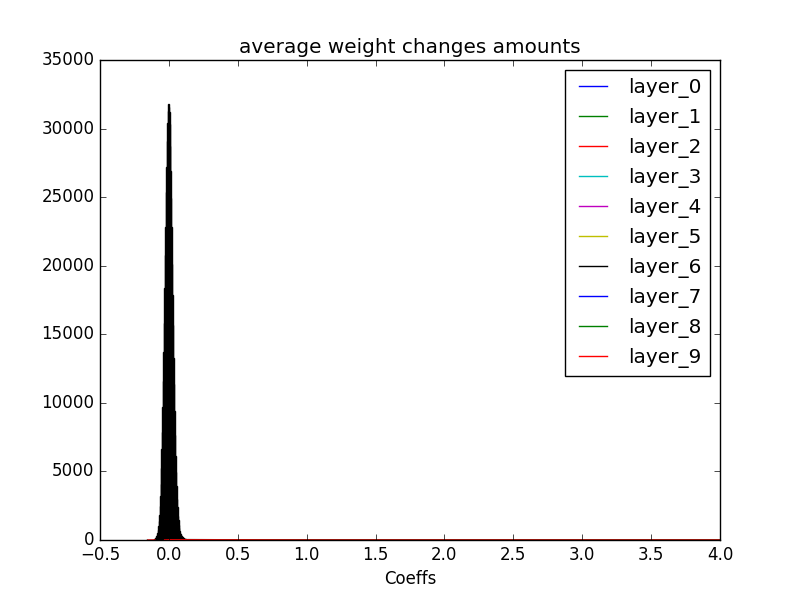 average weight changes amounts
35000
30000
25000
20000
15000
10000
5000
0
−0.5
0.0
0.5
1.0
1.5
2.0
2.5
3.0
3.5
4.0
Coeffs
layer_0
layer_1
layer_2
layer_3
layer_4
layer_5
layer_6
layer_7
layer_8
layer_9